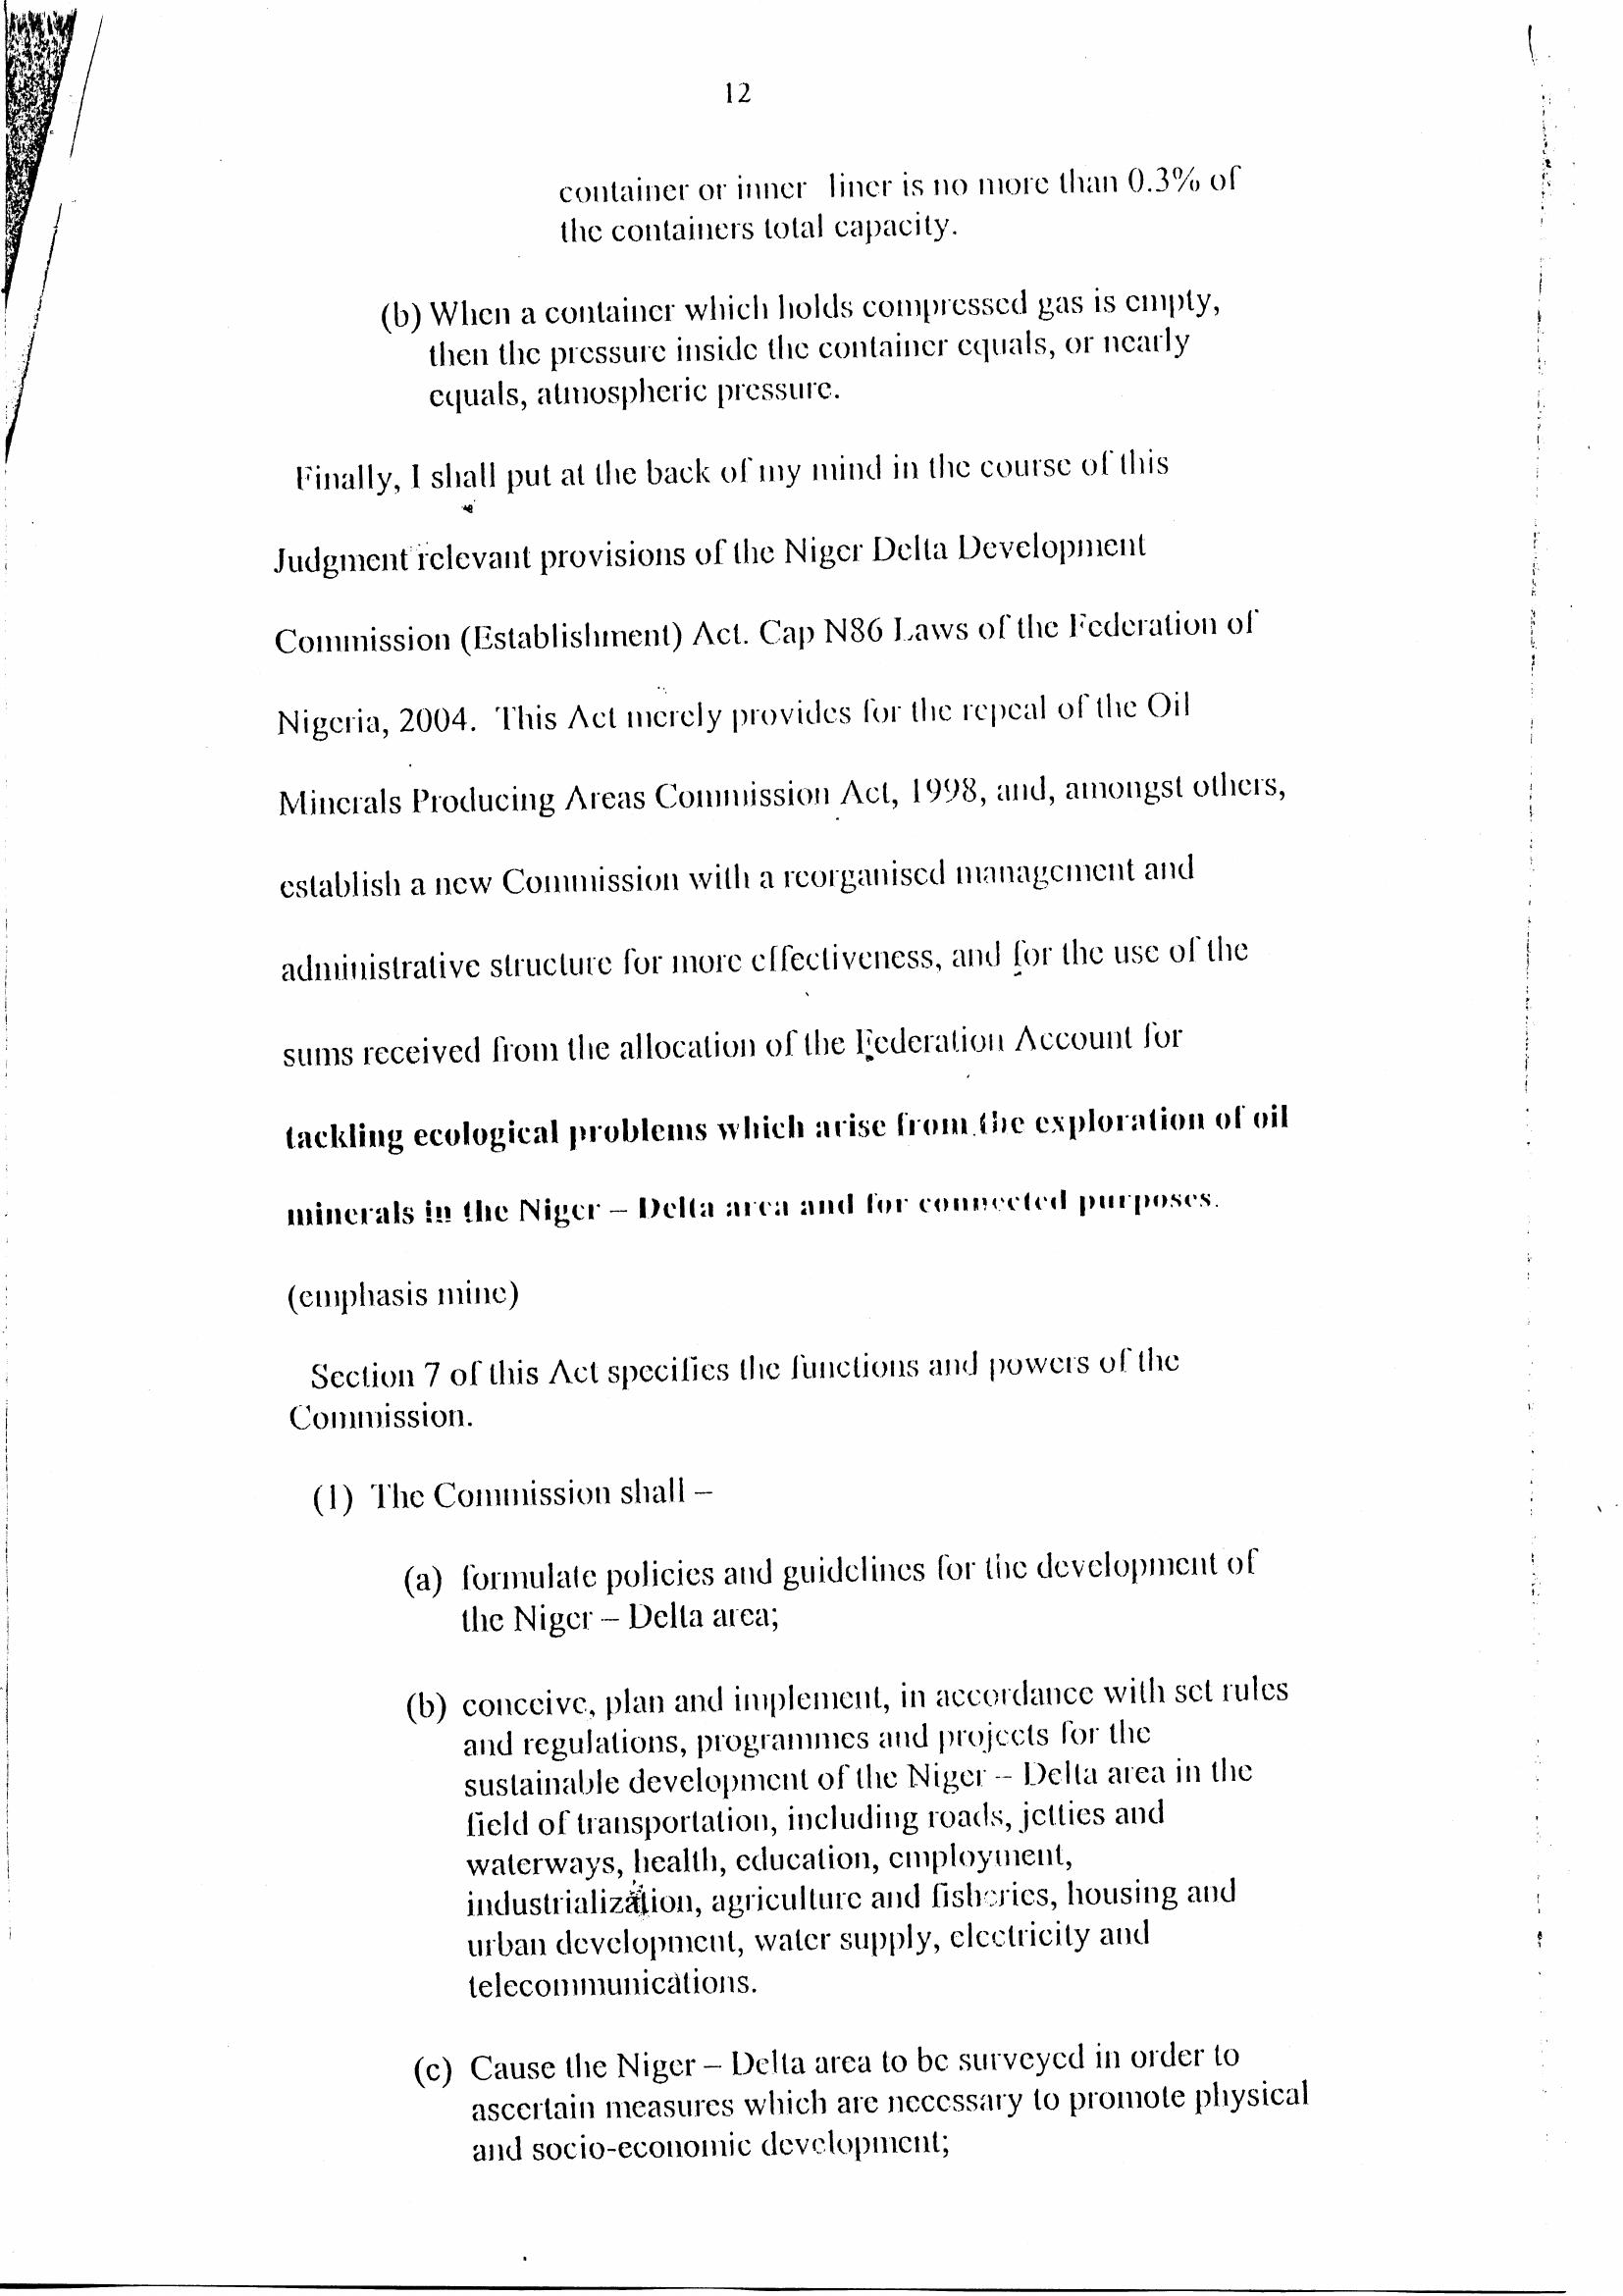 12
container or inner liner is no more than 0.3% of
the containers total capacity.
(b) When a container which holds compressed gas is empty,
then the pressure inside the container equals, or nearly
equals, atmospheric pressure.
Finally, I shall put at the back of my mind in the course of this
Judgment relevant provisions of the Niger Delta Development
Commission (Establishment) Act. Cap N86 Laws of the Federation of
Nigeria, 2004. This Act merely provides for the repeal of the Oil
Minerals Producing Areas Commission Act, 1998, and, amongst others,
establish a new Commission with a reorganised management and
administrative structure for more effectiveness, and for the use of the
sums received from the allocation of the Federation Account for
tackling ecological problems which arise from the exploration of oil
minerals in the Niger – Delta area and for connected purposes.
(emphasis mine)
Section 7 of this Act specifies the functions and powers of the
Commission.
(1) The Commission shall –
(a) formulate policies and guidelines for the development of
the Niger – Delta area;
(b) conceive, plan and implement, in accordance with set rules
and regulations, programmes and projects for the
sustainable development of the Niger – Delta area in the
field of transportation, including roads, jetties and
waterways, health, education, employment,
industrialization, agriculture and fisheries, housing and
urban development, water supply, electricity and
telecommunications.
(c) Cause the Niger – Delta area to be surveyed in order to
ascertain measures which are necessary to promote physical
and socio-economic development;